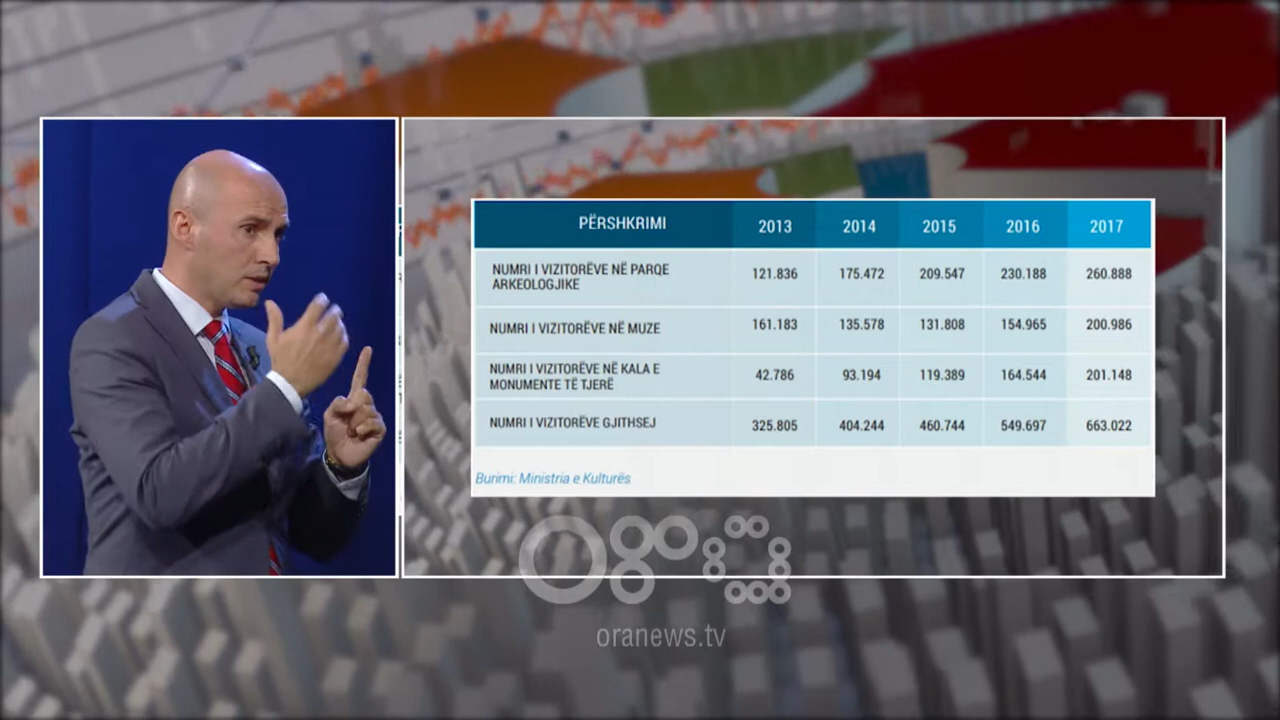 PËRSHKRIMI 2013 2014 2015 2016 2017
NUMRI I VIZITORËVE NË PARQE
ARKEOLOGJIKE 121.836 175.472 209.547 230.188 260.888
NUMRI I VIZITORËVE NË MUZE 161.183 135.578 131.808 154.965 200.986
NUMRI I VIZITORËVE NË KALA E
MONUMENTE TË TJERË 42.786 93.194 119.389 164.544 201.148
NUMRI I VIZITORËVE GJITHSEJ 325.805 404.244 460.744 549.697 663.022
Burimi: Ministria e Kulturës
oranews.tv